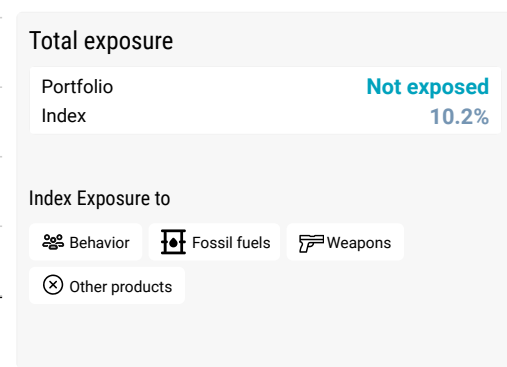 Total exposure
Portfolio Not exposed
Index 10.2%
Index Exposure to
Behavior Fossil fuels Weapons
Other products